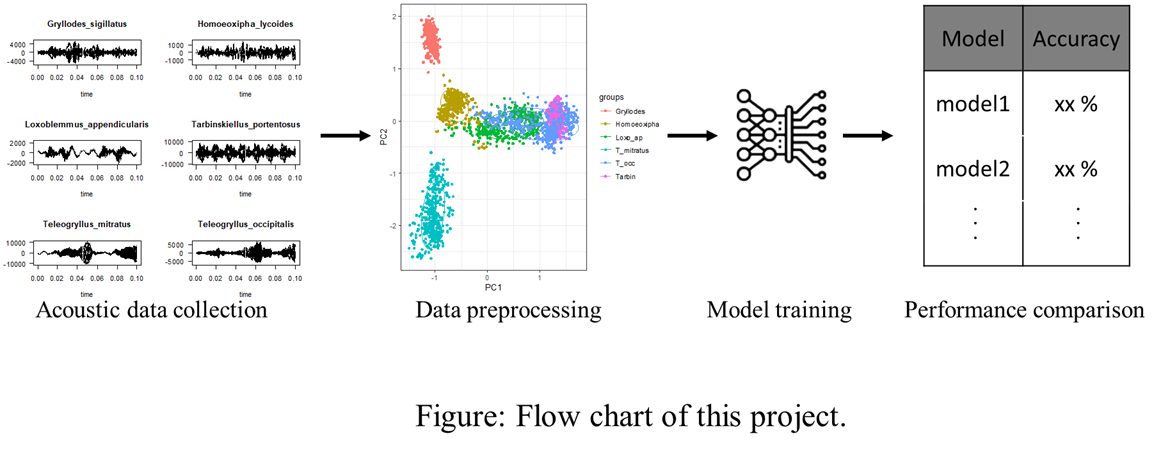 Gryllodes_sigillatus
4000
0
-4000
0.00 0.02 0.04 0.06 0.08 0.10
time
Homoeoxipha_lycoides
1000
0
-1000
0.00 0.02 0.04 0.06 0.08 0.10
time
Loxoblemmus_appendicularis
2000
0
-2000
0.00 0.02 0.04 0.06 0.08 0.10
time
Tarbinskiellus_portentosus
10000
0
-10000
0.00 0.02 0.04 0.06 0.08 0.10
time
Teleogryllus_mitratus
10000
0
-10000
0.00 0.02 0.04 0.06 0.08 0.10
time
Teleogryllus_occipitalis
5000
0
-5000
0.00 0.02 0.04 0.06 0.08 0.10
time
Acoustic data collection
PC2
2
1
0
-1
-2
-1 0 1
PC1
groups
Gryllodes
Homoeoxipha
Loxo_ap
T_mitratus
T_occ
Tarbin
Data preprocessing
Model training
Model Accuracy
model1 xx %
model2 xx %
Performance comparison
Figure: Flow chart of this project.